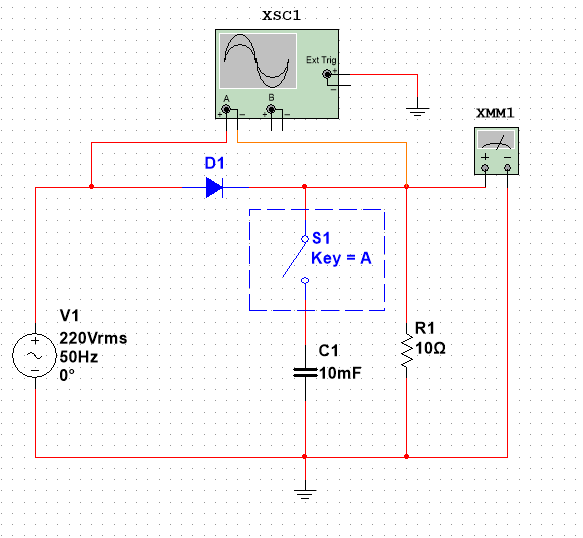 XSC1
Ext Trig
+
−
A
B
+ − + −
XMM1
+ −
D1
S1
Key = A
V1
220Vrms
50Hz
0°
+
−
C1
10mF
R1
10Ω